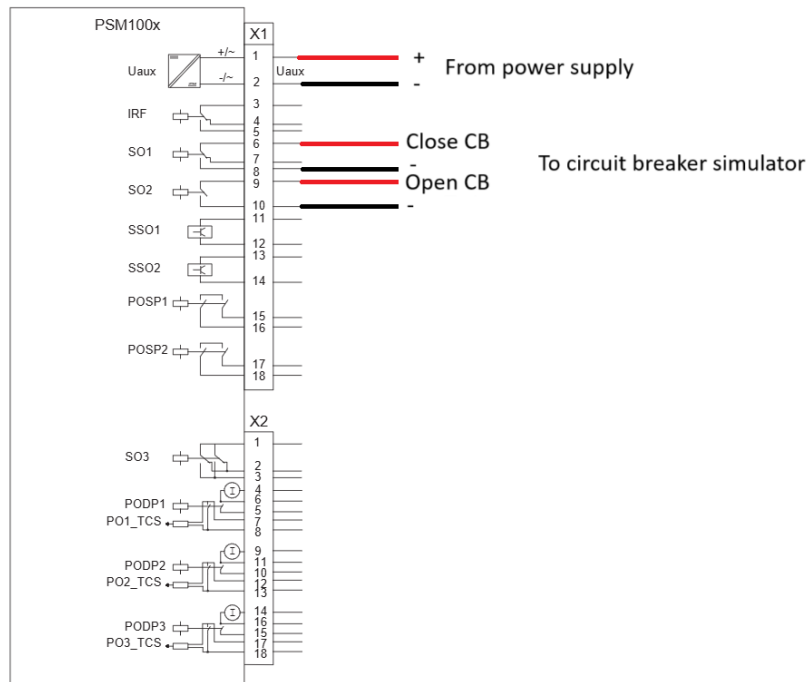 PSM100x
X1
+/~
1
+
Uaux
Uaux
From power supply
-/~
2
-
3
IRF
4
5
6
Close CB
SO1
7
-
To circuit breaker simulator
8
9
Open CB
SO2
10
-
11
SSO1
12
13
SSO2
14
POSP1
15
16
POSP2
17
18
X2
1
SO3
2
3
I
4
6
PODP1
5
PO1_TCS
7
8
I
9
11
PODP2
10
PO2_TCS
12
13
I
14
16
PODP3
15
PO3_TCS
17
18